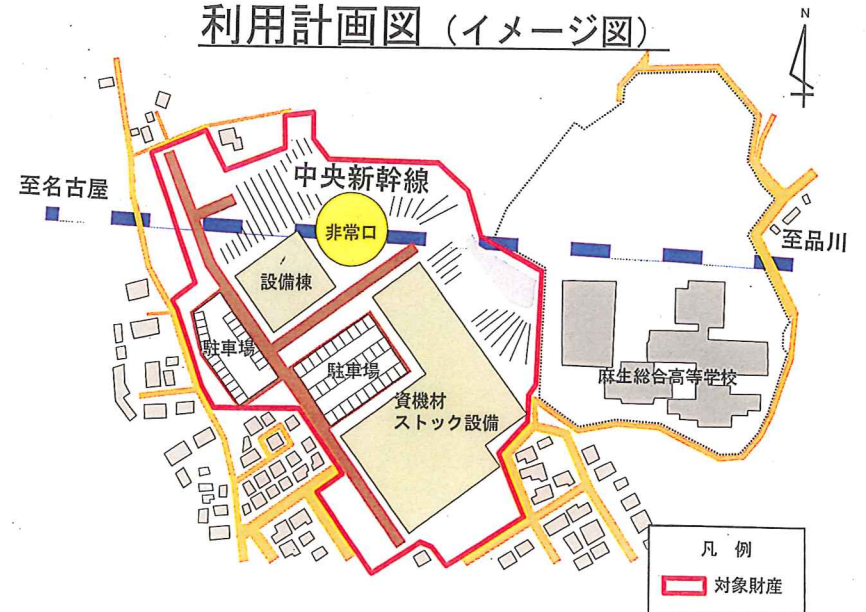 利用計画図（イメージ図）
N
中央新幹線
至名古屋
非常口
至品川
設備棟
駐車場
駐車場
麻生総合高等学校
資機材
ストック設備
凡 例
対象財産